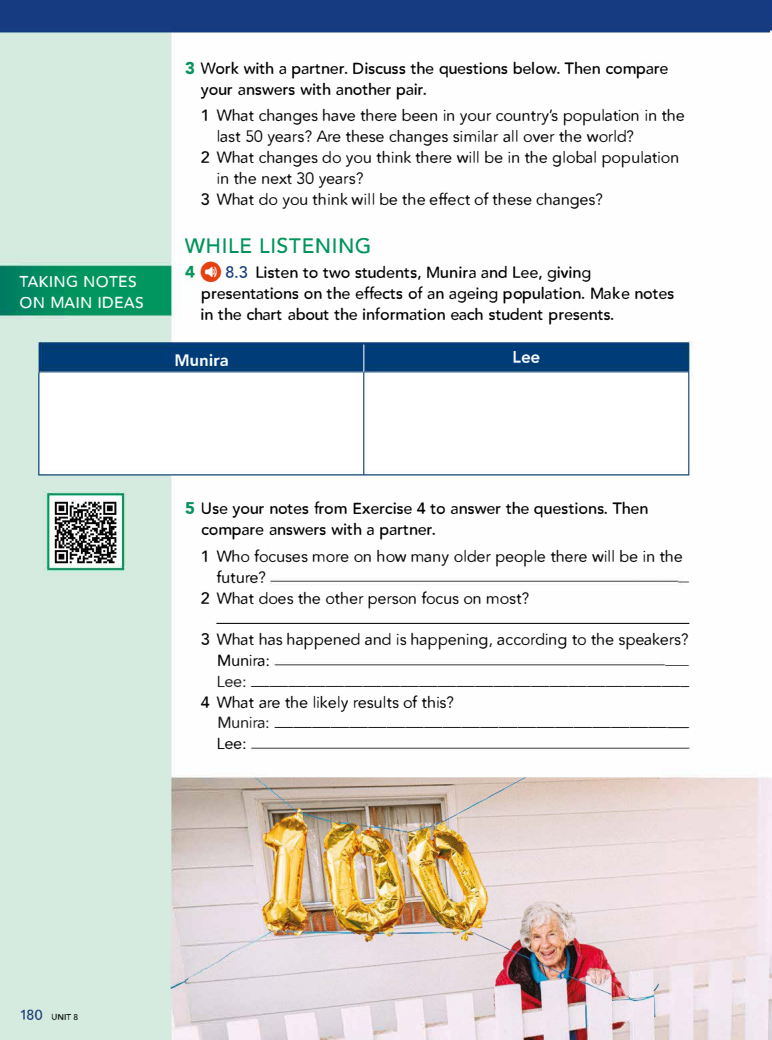 3 Work with a partner. Discuss the questions below. Then compare
your answers with another pair.
1 What changes have there been in your country's population in the
last 50 years? Are these changes similar all over the world?
2 What changes do you think there will be in the global population
in the next 30 years?
3 What do you think will be the effect of these changes?
WHILE LISTENING
TAKING NOTES
ON MAIN IDEAS
4 8.3 Listen to two students, Munira and Lee, giving
presentations on the effects of an ageing population. Make notes
in the chart about the information each student presents.
Munira
Lee
5 Use your notes from Exercise 4 to answer the questions. Then
compare answers with a partner.
1 Who focuses more on how many older people there will be in the
future?
2 What does the other person focus on most?
3 What has happened and is happening, according to the speakers?
Munira:
Lee:
4 What are the likely results of this?
Munira:
Lee:
100
180 UNIT 8